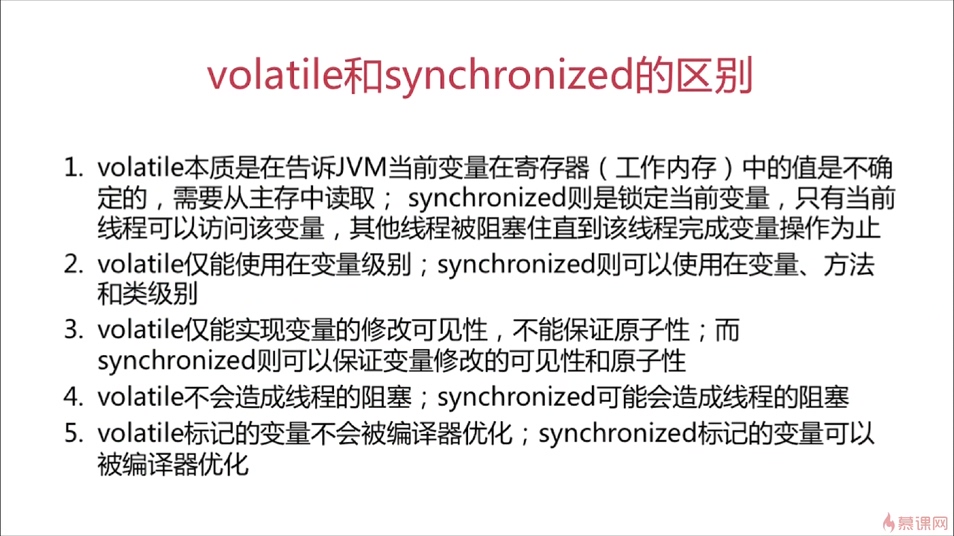 volatile和synchronized的区别
1. volatile本质是在告诉JVM当前变量在寄存器（工作内存）中的值是不确
定的，需要从主存中读取； synchronized则是锁定当前变量，只有当前
线程可以访问该变量，其他线程被阻塞住直到该线程完成变量操作为止
2. volatile仅能使用在变量级别；synchronized则可以使用在变量、方法
和类级别
3. volatile仅能实现变量的修改可见性，不能保证原子性；而
synchronized则可以保证变量修改的可见性和原子性
4. volatile不会造成线程的阻塞；synchronized可能会造成线程的阻塞
5. volatile标记的变量不会被编译器优化；synchronized标记的变量可以
被编译器优化
慕课网